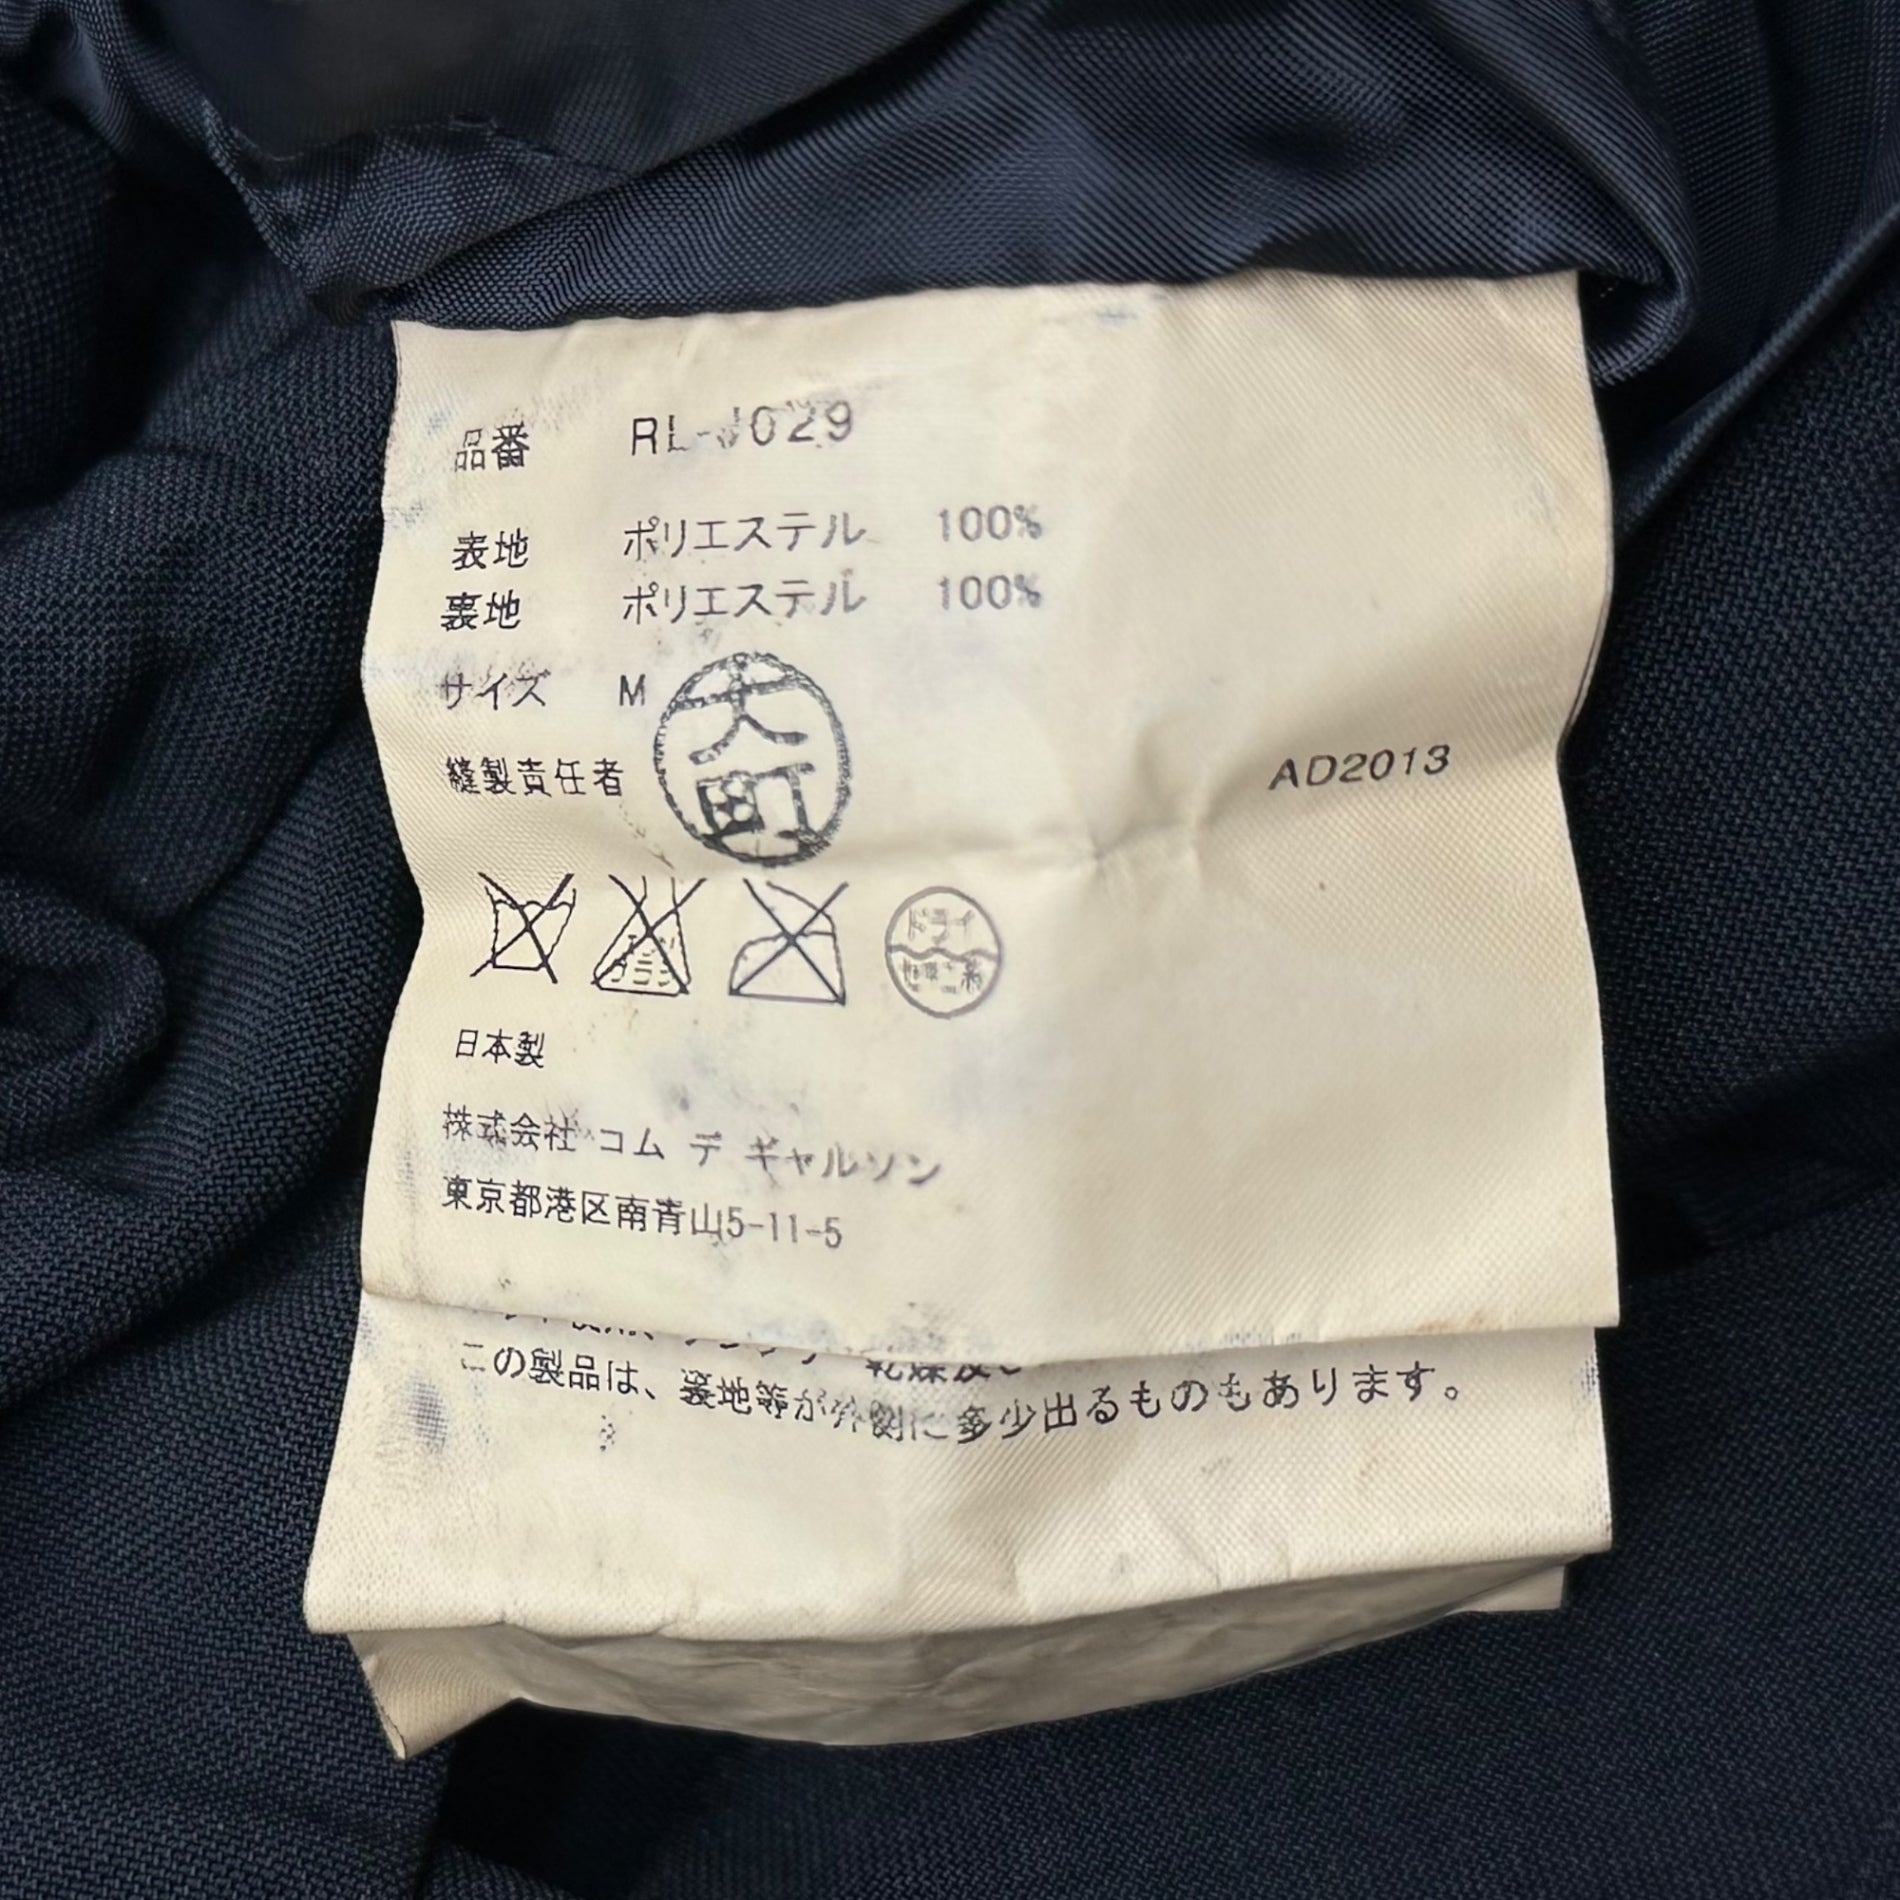 品番 RL-J029
表地 ポリエステル 100%
裏地 ポリエステル 100%
サイズ M
大町
縫製責任者
AD2013
エンソ
日本製
株式会社 コム デ ギャルソン
東京都港区南青山5-11-5
この製品は、裏地等が外側に多少出るものもあります。